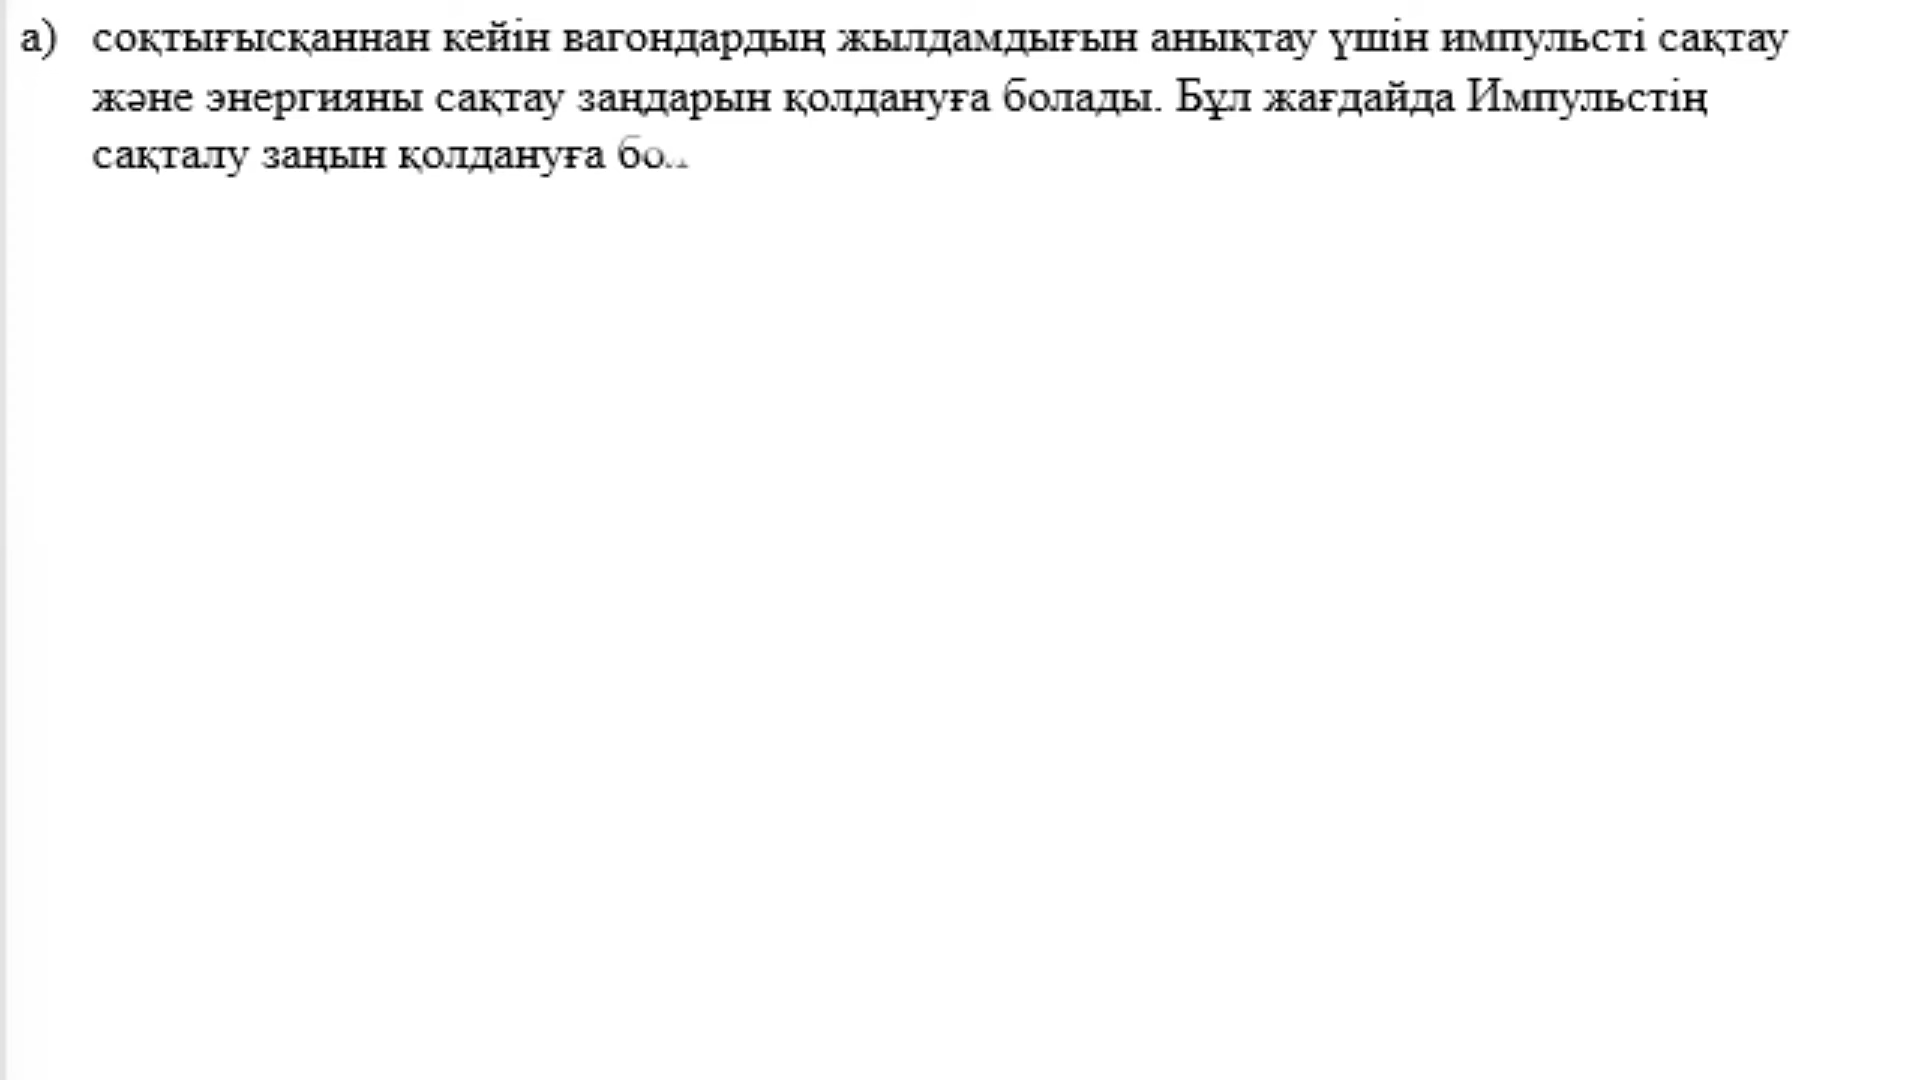 а) соқтығысқаннан кейін вагондардың жылдамдығын анықтау үшін импульсті сақтау
және энергияны сақтау заңдарын қолдануға болады. Бұл жағдайда Импульстің
сақталу заңын қолдануға